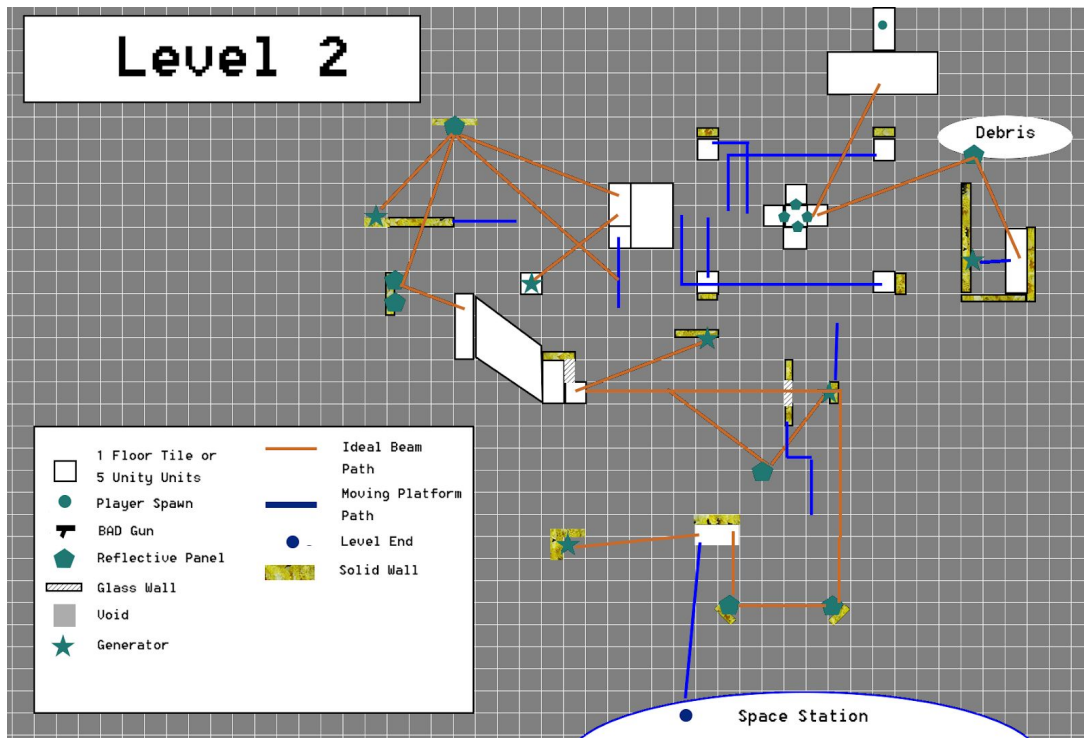 Level 2
Debris
1 Floor Tile or
5 Unity Units
Player Spawn
BAD Gun
Reflective Panel
Glass Wall
Void
Generator
Ideal Beam
Path
Moving Platform
Path
Level End
Solid Wall
Space Station